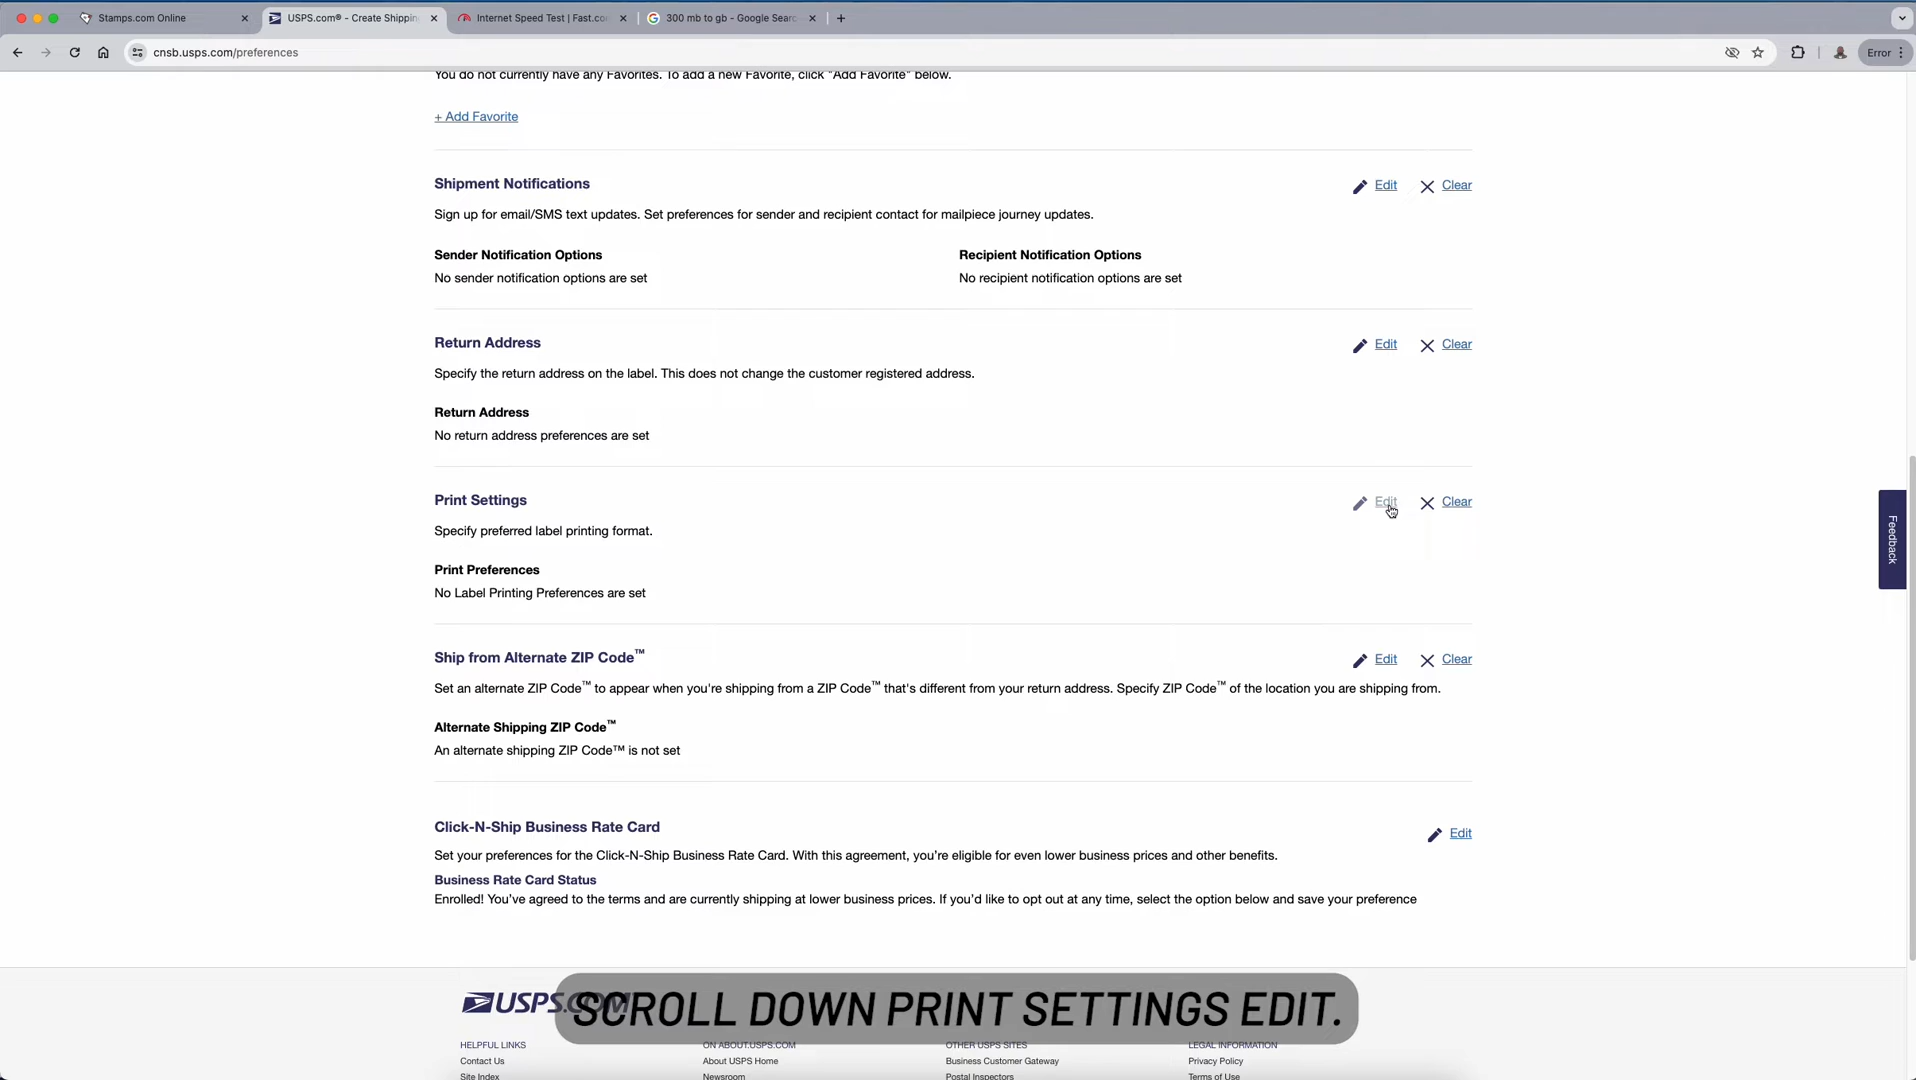 Stamps.com Online
USPS.com® - Create Shippin
Internet Speed Test | Fast.co
300 mb to gb - Google Sear
cnsb.usps.com/preferences
Error
You do not currently have any Favorites. To add a new Favorite, click "Add Favorite" below.
+ Add Favorite
Shipment Notifications
Edit
Clear
Sign up for email/SMS text updates. Set preferences for sender and recipient contact for mailpiece journey updates.
Sender Notification Options
Recipient Notification Options
No sender notification options are set
No recipient notification options are set
Return Address
Edit
Clear
Specify the return address on the label. This does not change the customer registered address.
Return Address
No return address preferences are set
Print Settings
Edit
Clear
Specify preferred label printing format.
Print Preferences
No Label Printing Preferences are set
Feedback
Ship from Alternate ZIP Code™
Edit
Clear
Set an alternate ZIP Code™ to appear when you're shipping from a ZIP Code™ that's different from your return address. Specify ZIP Code™ of the location you are shipping from.
Alternate Shipping ZIP Code™
An alternate shipping ZIP Code™ is not set
Click-N-Ship Business Rate Card
Edit
Set your preferences for the Click-N-Ship Business Rate Card. With this agreement, you're eligible for even lower business prices and other benefits.
Business Rate Card Status
Enrolled! You've agreed to the terms and are currently shipping at lower business prices. If you'd like to opt out at any time, select the option below and save your preference
USPS.COM
SCROLL DOWN PRINT SETTINGS EDIT.
HELPFUL LINKS
ON ABOUT.USPS.COM
OTHER USPS SITES
LEGAL INFORMATION
Contact Us
About USPS Home
Business Customer Gateway
Privacy Policy
Site Index
Newsroom
Postal Inspectors
Terms of Use